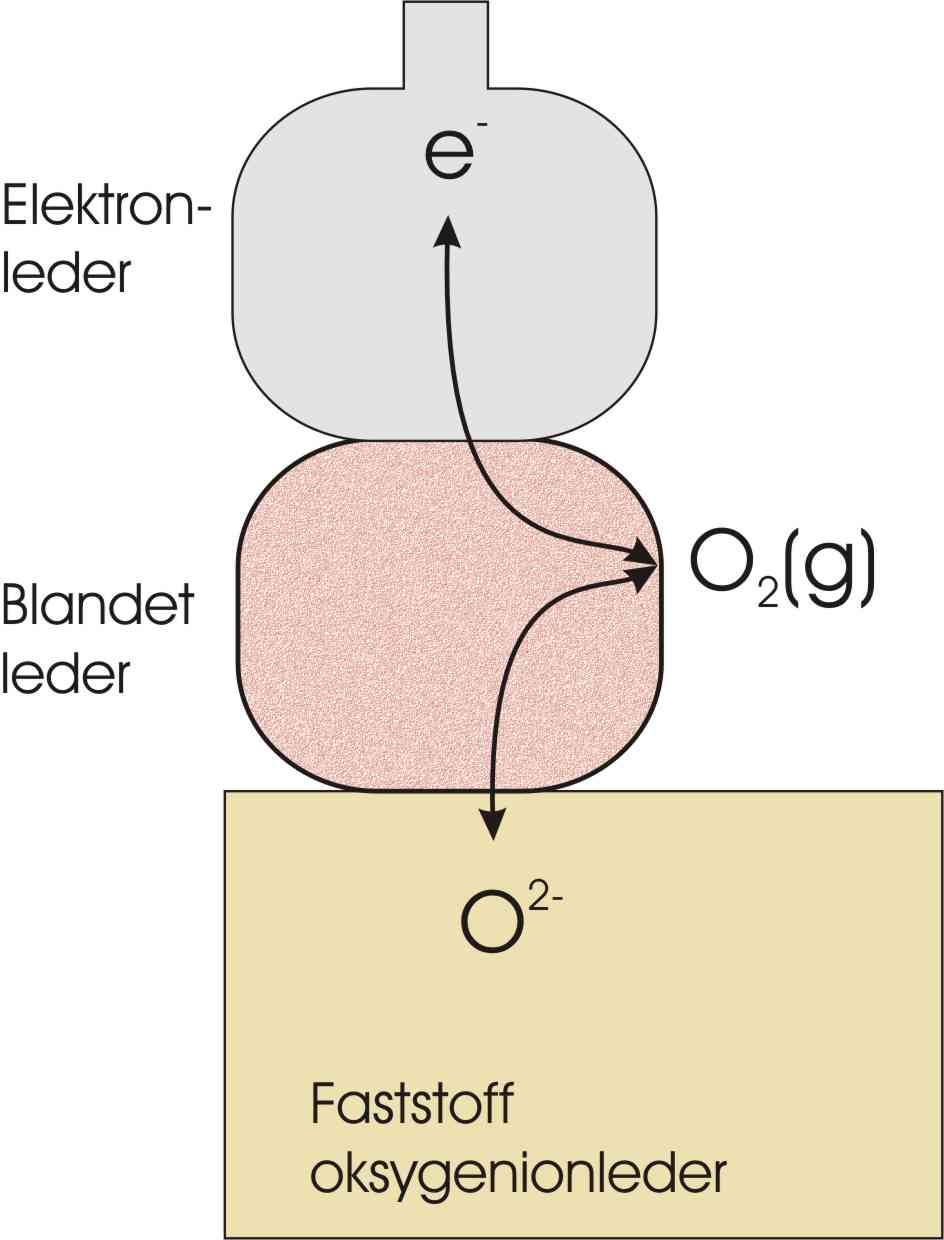 e⁻
Elektron-
leder
O₂(g)
Blandet
leder
O²⁻
Faststoff
oksygenionleder